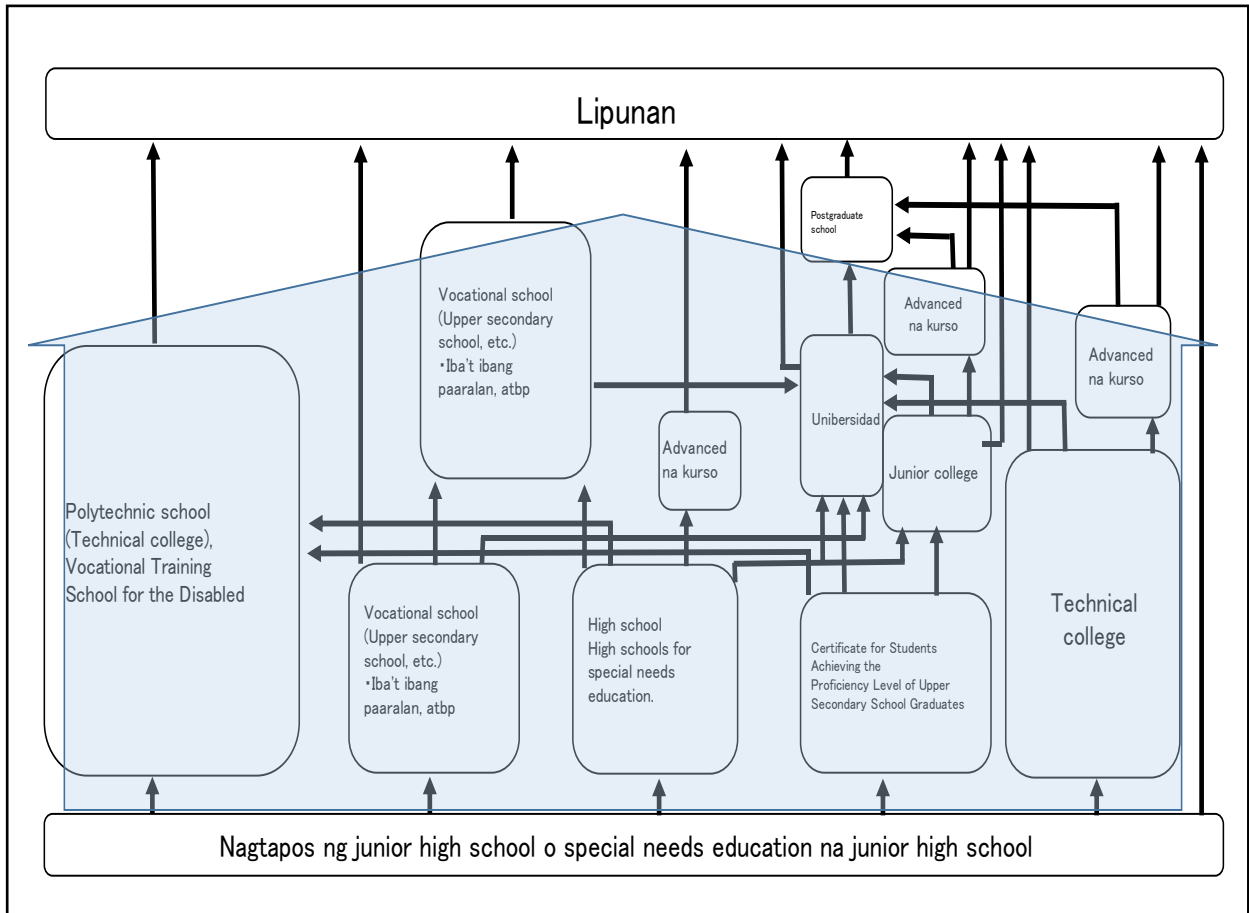 Lipunan
Postgraduate
school
Vocational school
(Upper secondary
school, etc.)
・Iba't ibang
paaralan, atbp
Advanced
na kurso
Advanced
na kurso
Unibersidad
Advanced
na kurso
Junior college
Polytechnic school
(Technical college),
Vocational Training
School for the Disabled
Vocational school
(Upper secondary
school, etc.)
・Iba't ibang
paaralan, atbp
High school
High schools for
special needs
education.
Certificate for Students
Achieving the
Proficiency Level of Upper
Secondary School Graduates
Technical
college
Nagtapos ng junior high school o special needs education na junior high school